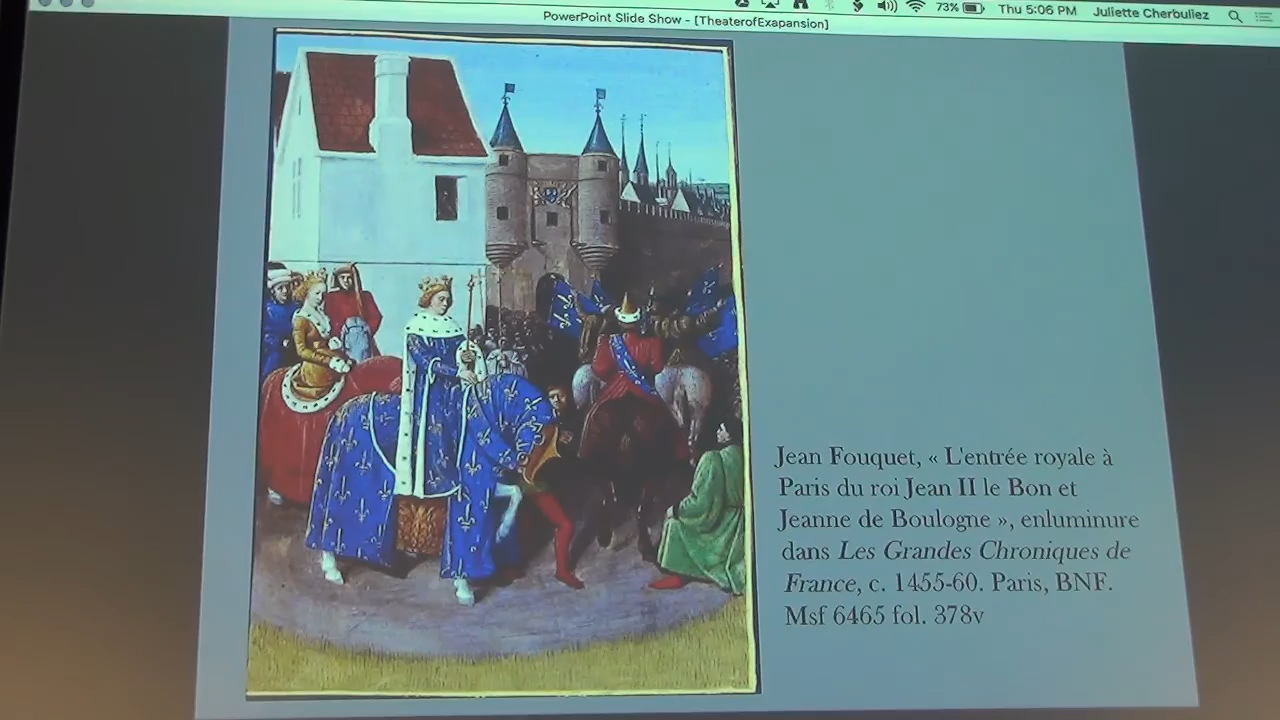 PowerPoint Slide Show - [TheaterofExapansion]
73%
Thu 5:06 PM
Juliette Cherbuliez
Jean Fouquet, « L'entrée royale à
Paris du roi Jean II le Bon et
Jeanne de Boulogne », enluminure
dans Les Grandes Chroniques de
France, c. 1455-60. Paris, BNF.
Msf 6465 fol. 378v